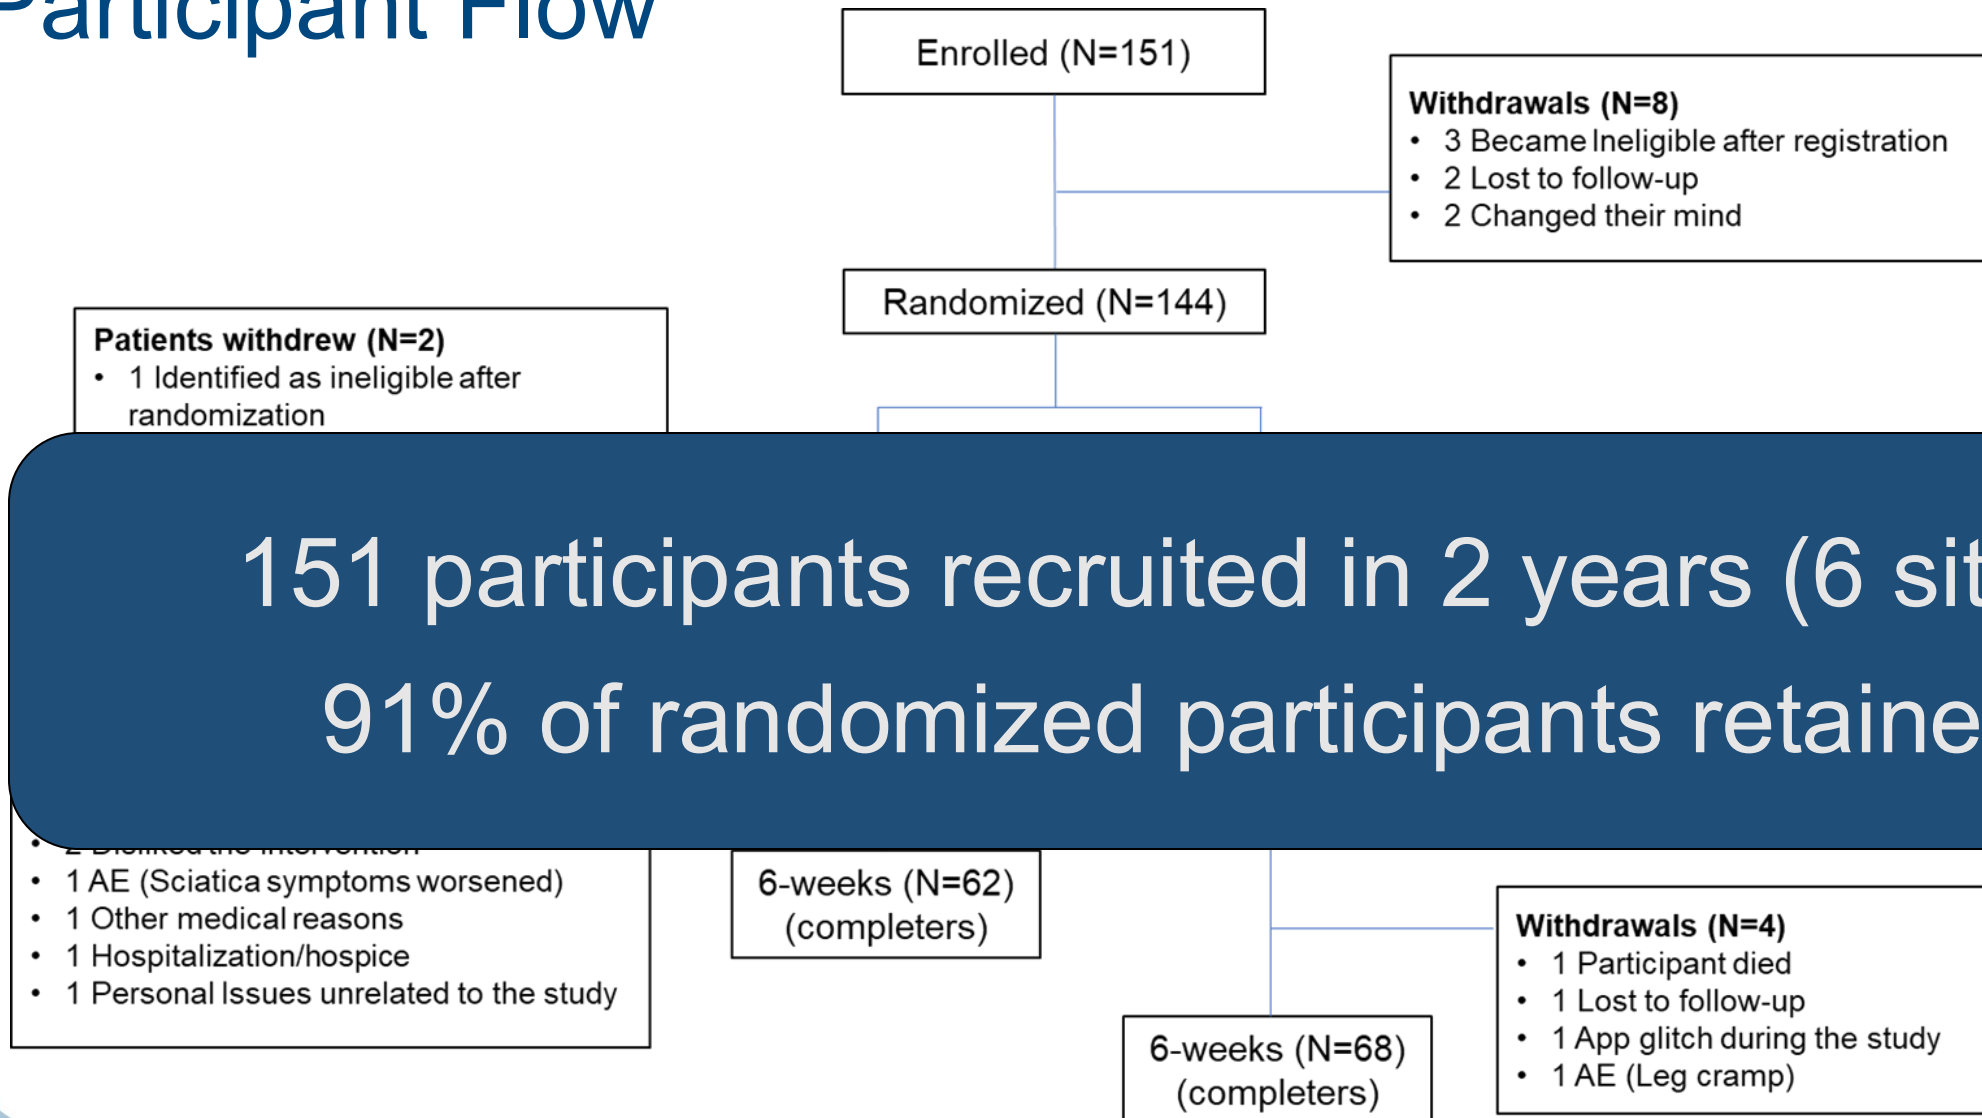 Participant Flow
Enrolled (N=151)
Withdrawals (N=8)
• 3 Became Ineligible after registration
• 2 Lost to follow-up
• 2 Changed their mind
Randomized (N=144)
Patients withdrew (N=2)
• 1 Identified as ineligible after
randomization
151 participants recruited in 2 years (6 sit
91% of randomized participants retaine
• 2 Disliked the intervention
• 1 AE (Sciatica symptoms worsened)
• 1 Other medical reasons
• 1 Hospitalization/hospice
• 1 Personal Issues unrelated to the study
6-weeks (N=62)
(completers)
Withdrawals (N=4)
• 1 Participant died
• 1 Lost to follow-up
• 1 App glitch during the study
• 1 AE (Leg cramp)
6-weeks (N=68)
(completers)